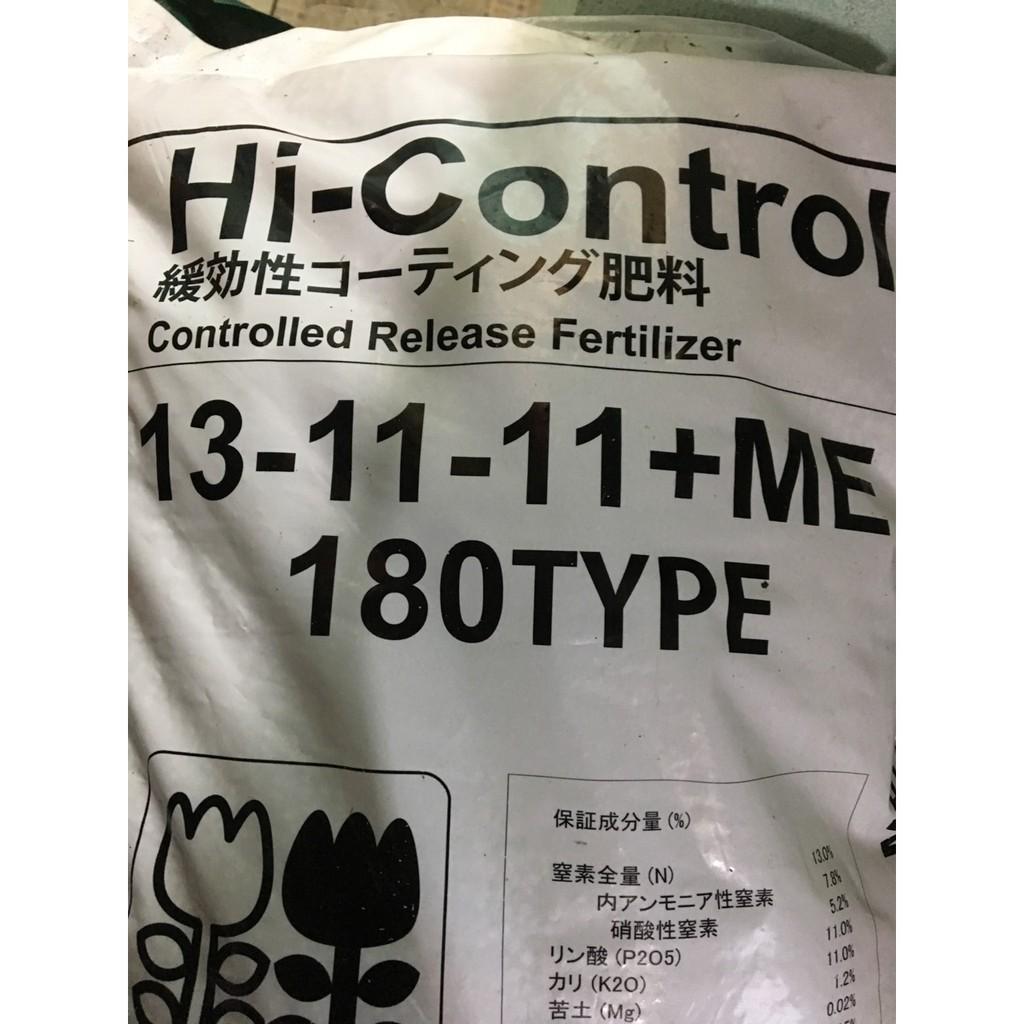 Hi-Control
緩効性コーティング肥料
Controlled Release Fertilizer
13-11-11+ME
180TYPE
保証成分量(%)
窒素全量(N) 13.0%
内アンモニア性窒素 7.8%
硝酸性窒素 5.2%
リン酸(P2O5) 11.0%
カリ(K2O) 11.0%
苦土(Mg) 1.2%
0.02%